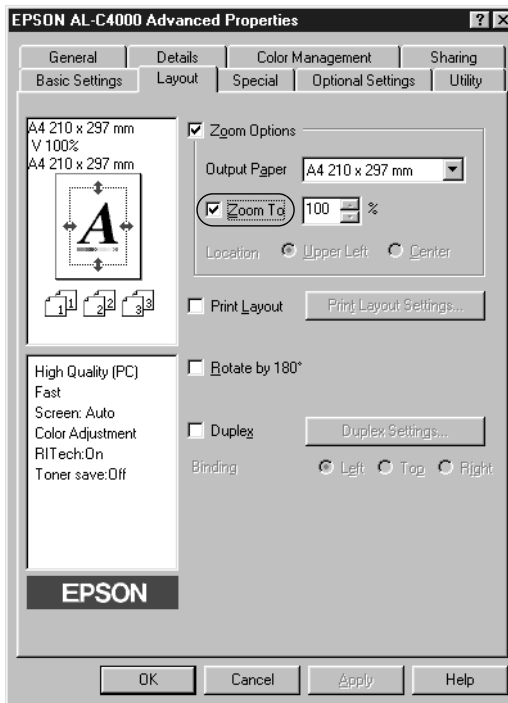 EPSON AL-C4000 Advanced Properties
General Details Color Management Sharing
Basic Settings Layout Special Optional Settings Utility
A4 210 x 297 mm
V 100%
A4 210 x 297 mm
A
1 1 2 2 3 3
Zoom Options
Output Paper A4 210 x 297 mm
Zoom To 100 %
Location Upper Left Center
Print Layout Print Layout Settings...
Rotate by 180°
Duplex Duplex Settings...
Binding Left Top Right
High Quality (PC)
Fast
Screen: Auto
Color Adjustment
RITech:On
Toner save:Off
EPSON
OK Cancel Apply Help